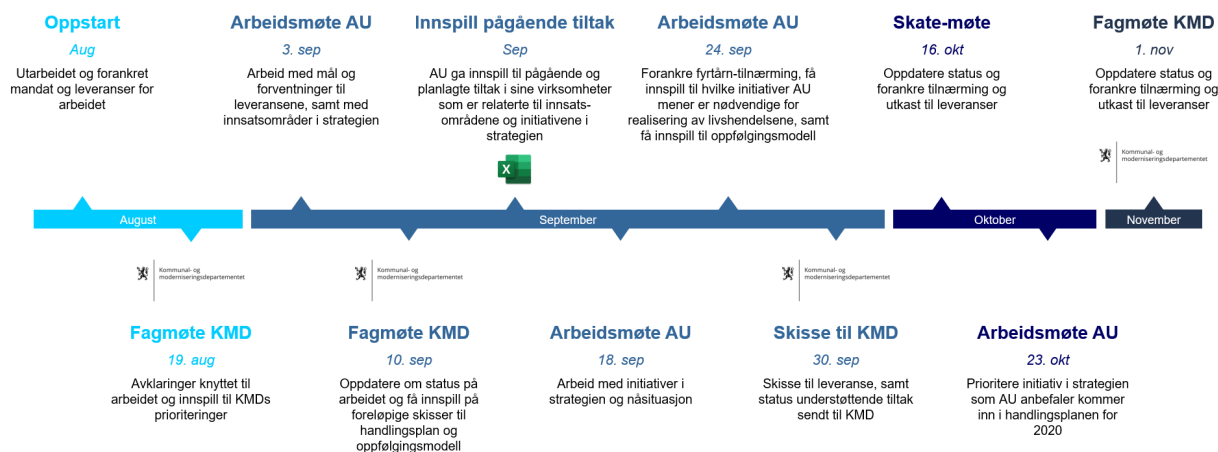 Oppstart
Aug
Utarbeidet og forankret
mandat og leveranser for
arbeidet
Arbeidsmøte AU
3. sep
Arbeid med mål og
forventninger til
leveransene, samt med
innsatsområder i strategien
Innspill pågående tiltak
Sep
AU ga innspill til pågående og
planlagte tiltak i sine virksomheter
som er relaterte til innsats-
områdene og initiativene i
strategien
X
Arbeidsmøte AU
24. sep
Forankre fyrtårn-tilnærming, få
innspill til hvilke initiativer AU
mener er nødvendige for
realisering av livshendelsene, samt
få innspill til oppfølgingsmodell
Skate-møte
16. okt
Oppdatere status og
forankre tilnærming og
utkast til leveranser
Fagmøte KMD
1. nov
Oppdatere status og
forankre tilnærming og
utkast til leveranser
Kommunal- og
moderniseringsdepartementet
August
September
Oktober
November
Kommunal- og
moderniseringsdepartementet
Fagmøte KMD
19. aug
Avklaringer knyttet til
arbeidet og innspill til KMDs
prioriteringer
Kommunal- og
moderniseringsdepartementet
Fagmøte KMD
10. sep
Oppdatere om status på
arbeidet og få innspill på
foreløpige skisser til
handlingsplan og
oppfølgingsmodell
Arbeidsmøte AU
18. sep
Arbeid med initiativer i
strategien og nåsituasjon
Kommunal- og
moderniseringsdepartementet
Skisse til KMD
30. sep
Skisse til leveranse, samt
status understøttende tiltak
sendt til KMD
Arbeidsmøte AU
23. okt
Prioritere initiativ i strategien
som AU anbefaler kommer
inn i handlingsplanen for
2020